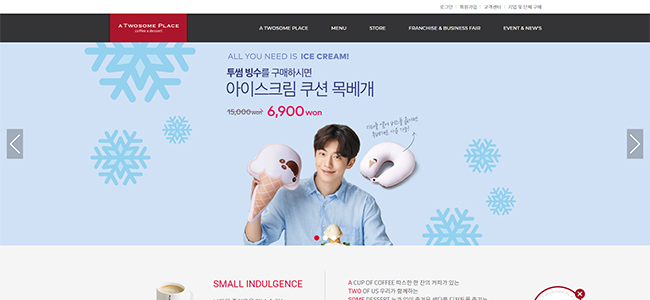 로그인 회원가입 고객센터 기업 및 단체 구매
A TWOSOME PLACE
coffee & dessert
A TWOSOME PLACE MENU STORE FRANCHISE & BUSINESS FAIR EVENT & NEWS
ALL YOU NEED IS ICE CREAM!
투썸 빙수를 구매하시면
아이스크림 쿠션 목베개
15,000won 6,900 won
SMALL INDULGENCE
A CUP OF COFFEE 따스한 한 잔의 커피가 있는
TWO OF US 우리가 함께하는
SOME DESSERT